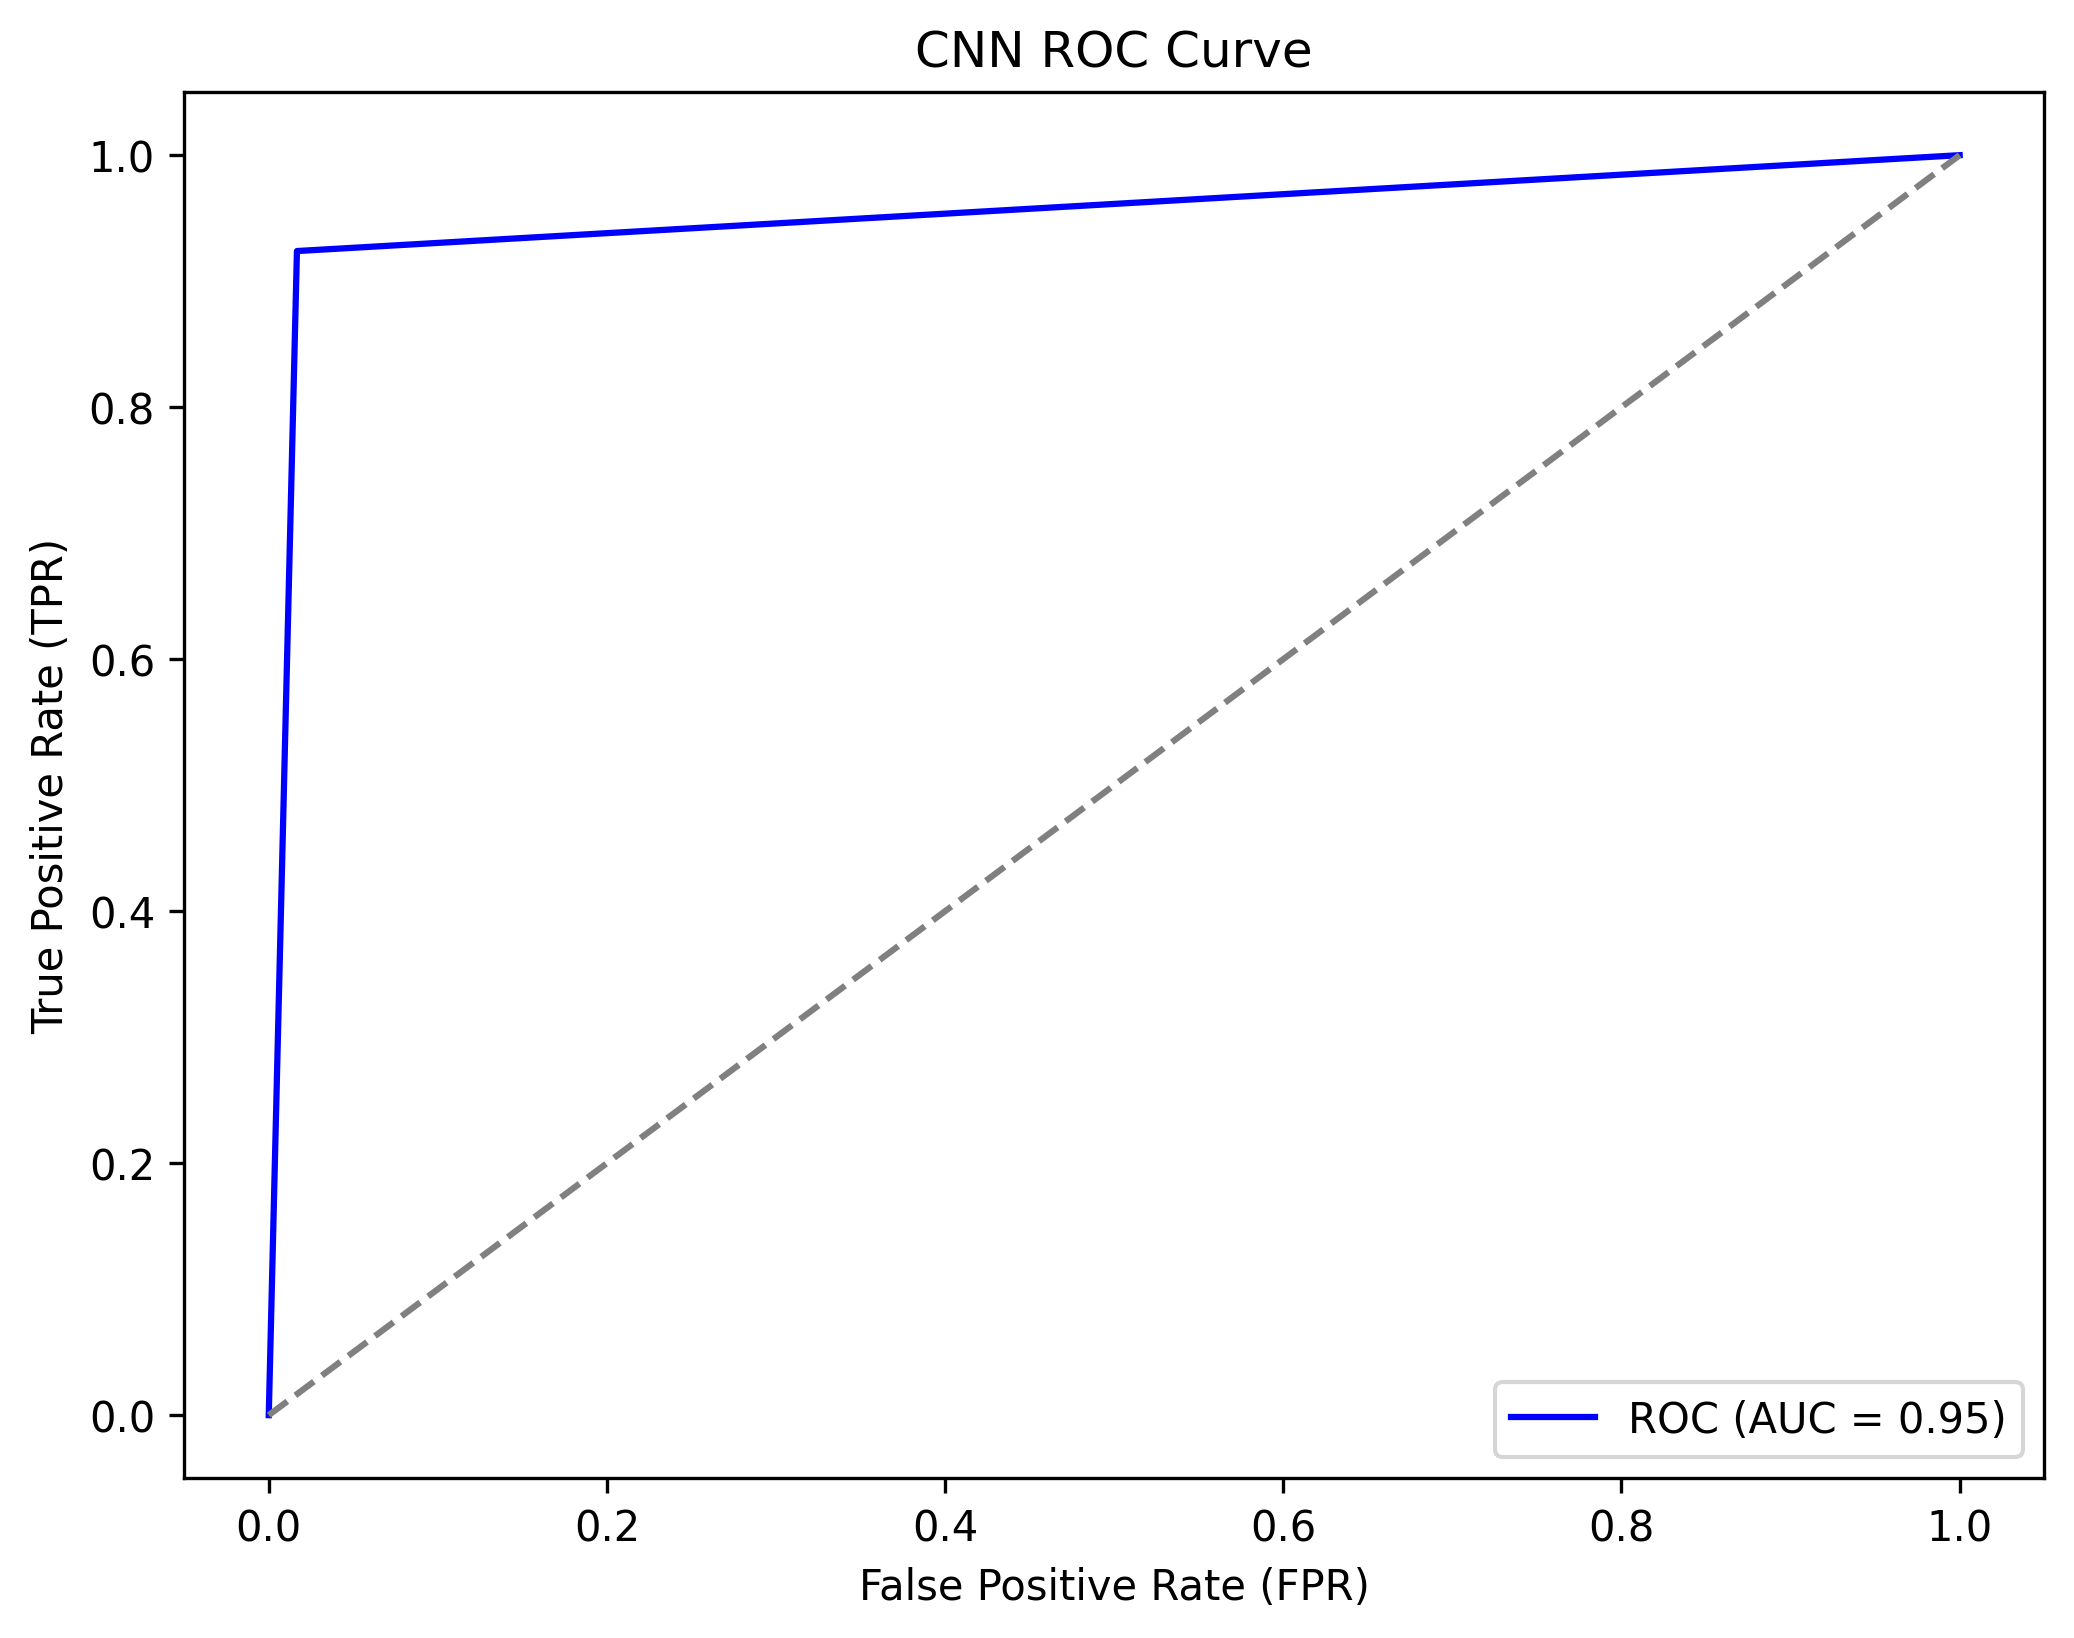 CNN ROC Curve
True Positive Rate (TPR)
1.0
0.8
0.6
0.4
0.2
0.0
ROC (AUC = 0.95)
0.0 0.2 0.4 0.6 0.8 1.0
False Positive Rate (FPR)